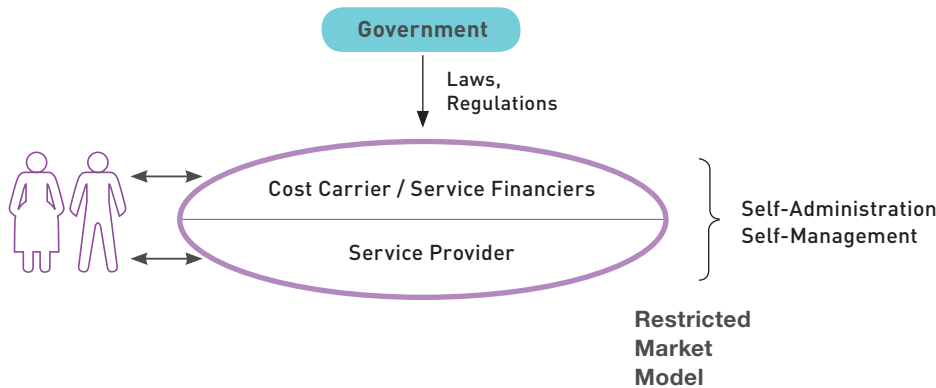 Government
Laws,
Regulations
Cost Carrier / Service Financiers
Service Provider
Self-Administration
Self-Management
Restricted
Market
Model